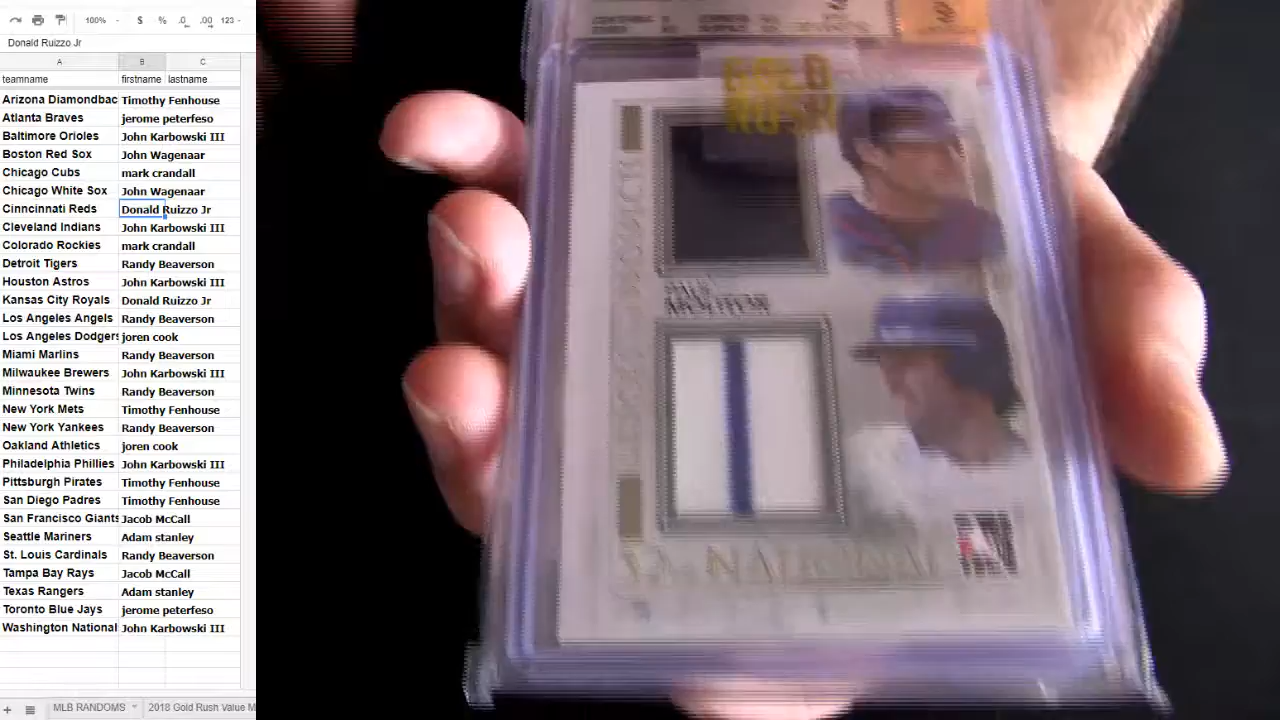 100% $ % .0 .00 123
Donald Ruizzo Jr
A B C
teamname firstname lastname
Arizona Diamondbac Timothy Fenhouse
Atlanta Braves jerome peterfeso
Baltimore Orioles John Karbowski III
Boston Red Sox John Wagenaar
Chicago Cubs mark crandall
Chicago White Sox John Wagenaar
Cinncinnati Reds Donald Ruizzo Jr
Cleveland Indians John Karbowski III
Colorado Rockies mark crandall
Detroit Tigers Randy Beaverson
Houston Astros John Karbowski III
Kansas City Royals Donald Ruizzo Jr
Los Angeles Angels Randy Beaverson
Los Angeles Dodgers joren cook
Miami Marlins Randy Beaverson
Milwaukee Brewers John Karbowski III
Minnesota Twins Randy Beaverson
New York Mets Timothy Fenhouse
New York Yankees Randy Beaverson
Oakland Athletics joren cook
Philadelphia Phillies John Karbowski III
Pittsburgh Pirates Timothy Fenhouse
San Diego Padres Timothy Fenhouse
San Francisco Giants Jacob McCall
Seattle Mariners Adam stanley
St. Louis Cardinals Randy Beaverson
Tampa Bay Rays Jacob McCall
Texas Rangers Adam stanley
Toronto Blue Jays jerome peterfeso
Washington National John Karbowski III
MLB RANDOMS 2018 Gold Rush Value M
GOLD
RUSH
MOLITOR
NATIONAL